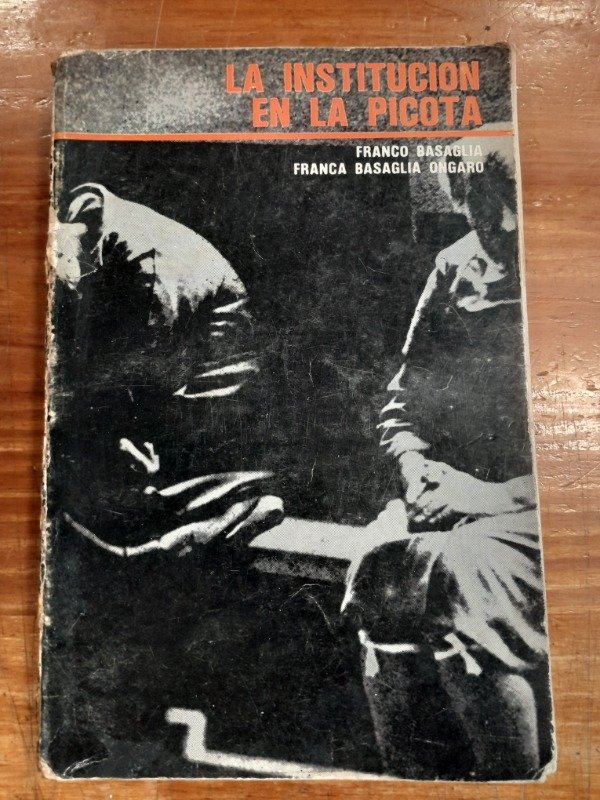 LA INSTITUCION
EN LA PICOTA
FRANCO BASAGLIA
FRANCA BASAGLIA ONGARO